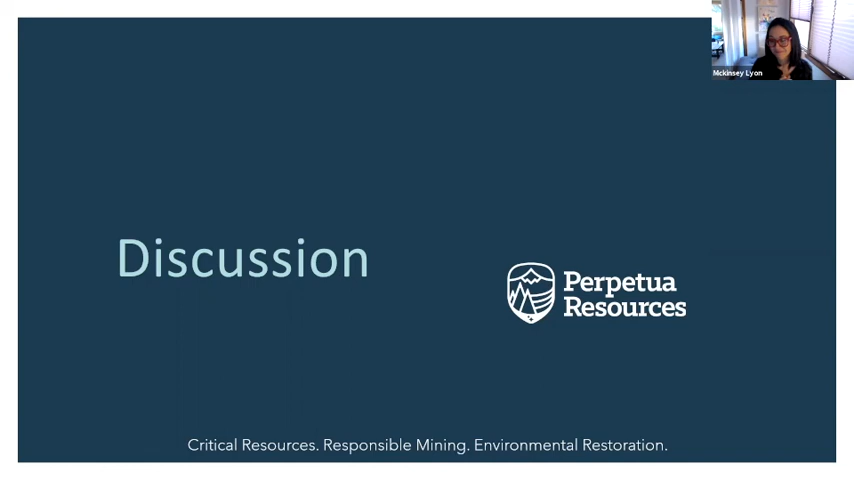 Mckinsey Lyon
Discussion
Perpetua
Resources
Critical Resources. Responsible Mining. Environmental Restoration.